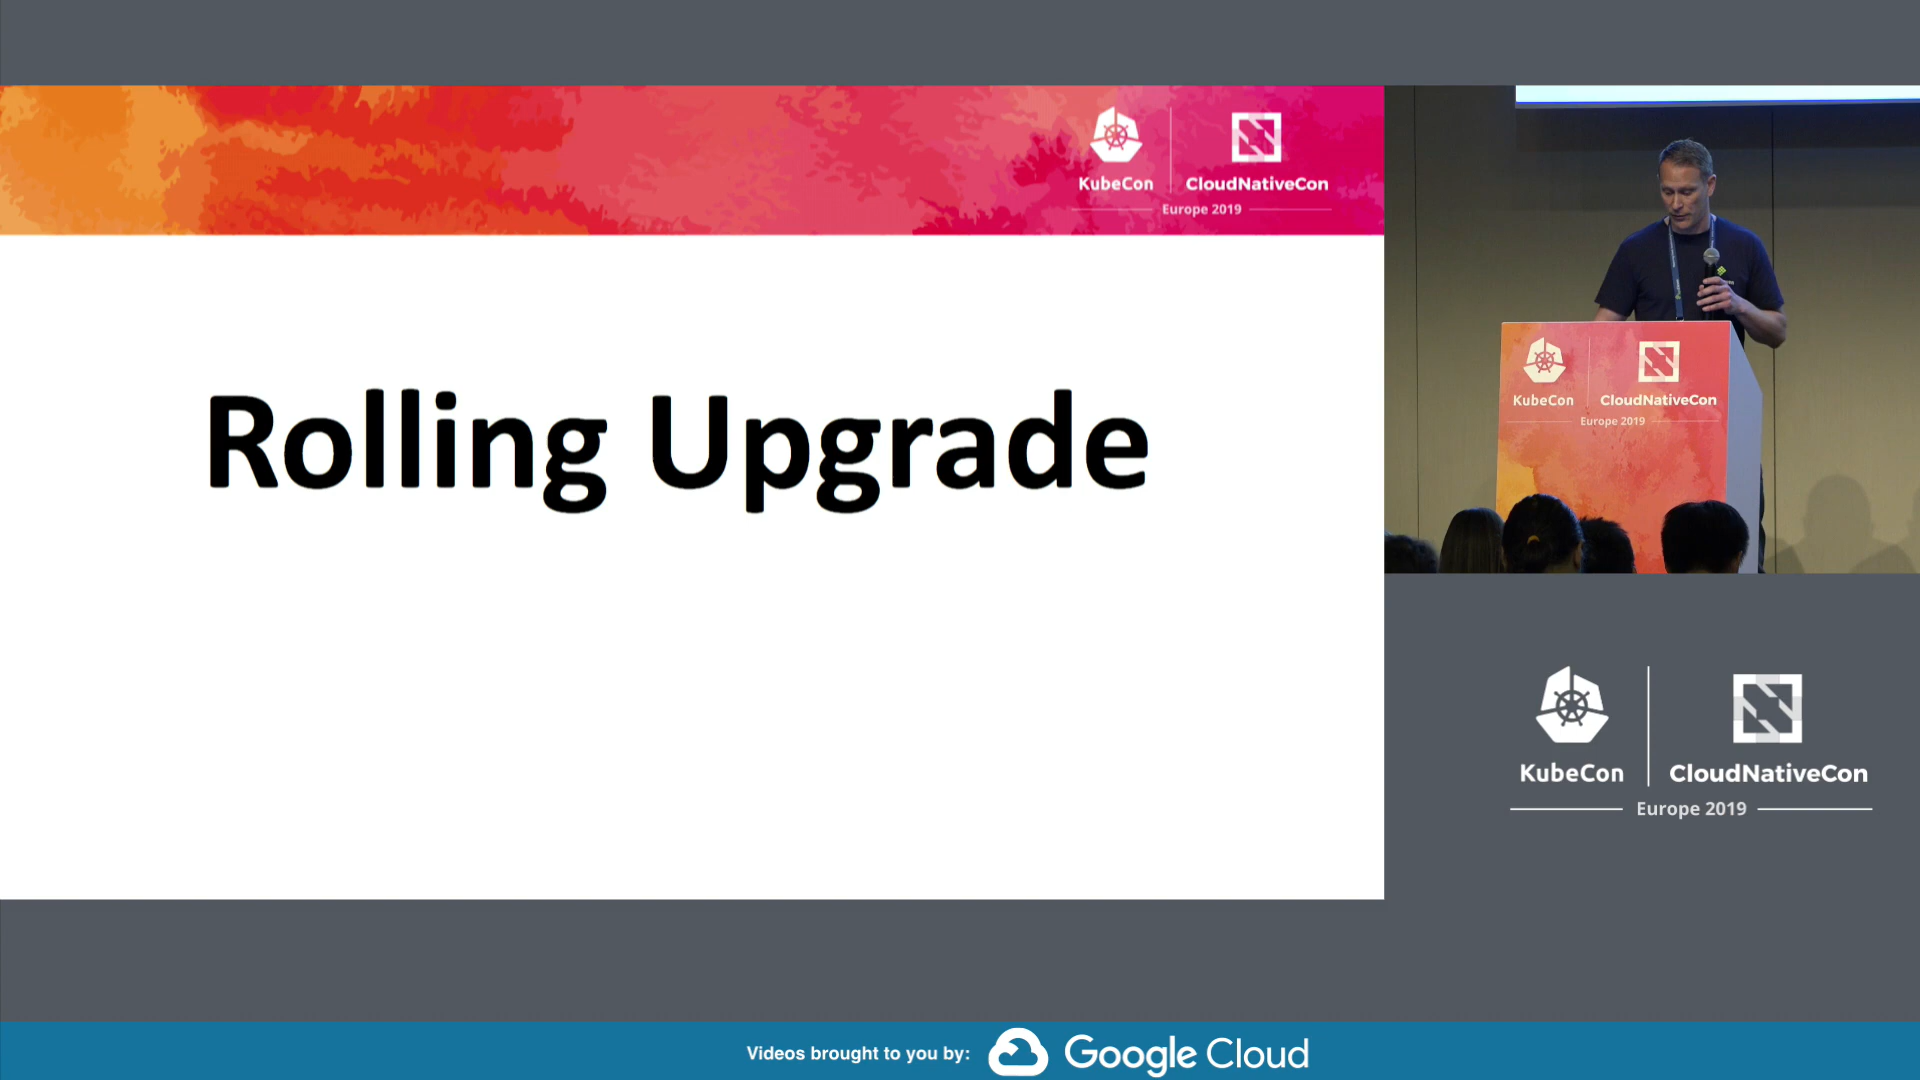 KubeCon
CloudNativeCon
Europe 2019
Rolling Upgrade
KubeCon
CloudNativeCon
Europe 2019
KubeCon
CloudNativeCon
Europe 2019
Videos brought to you by:
Google Cloud